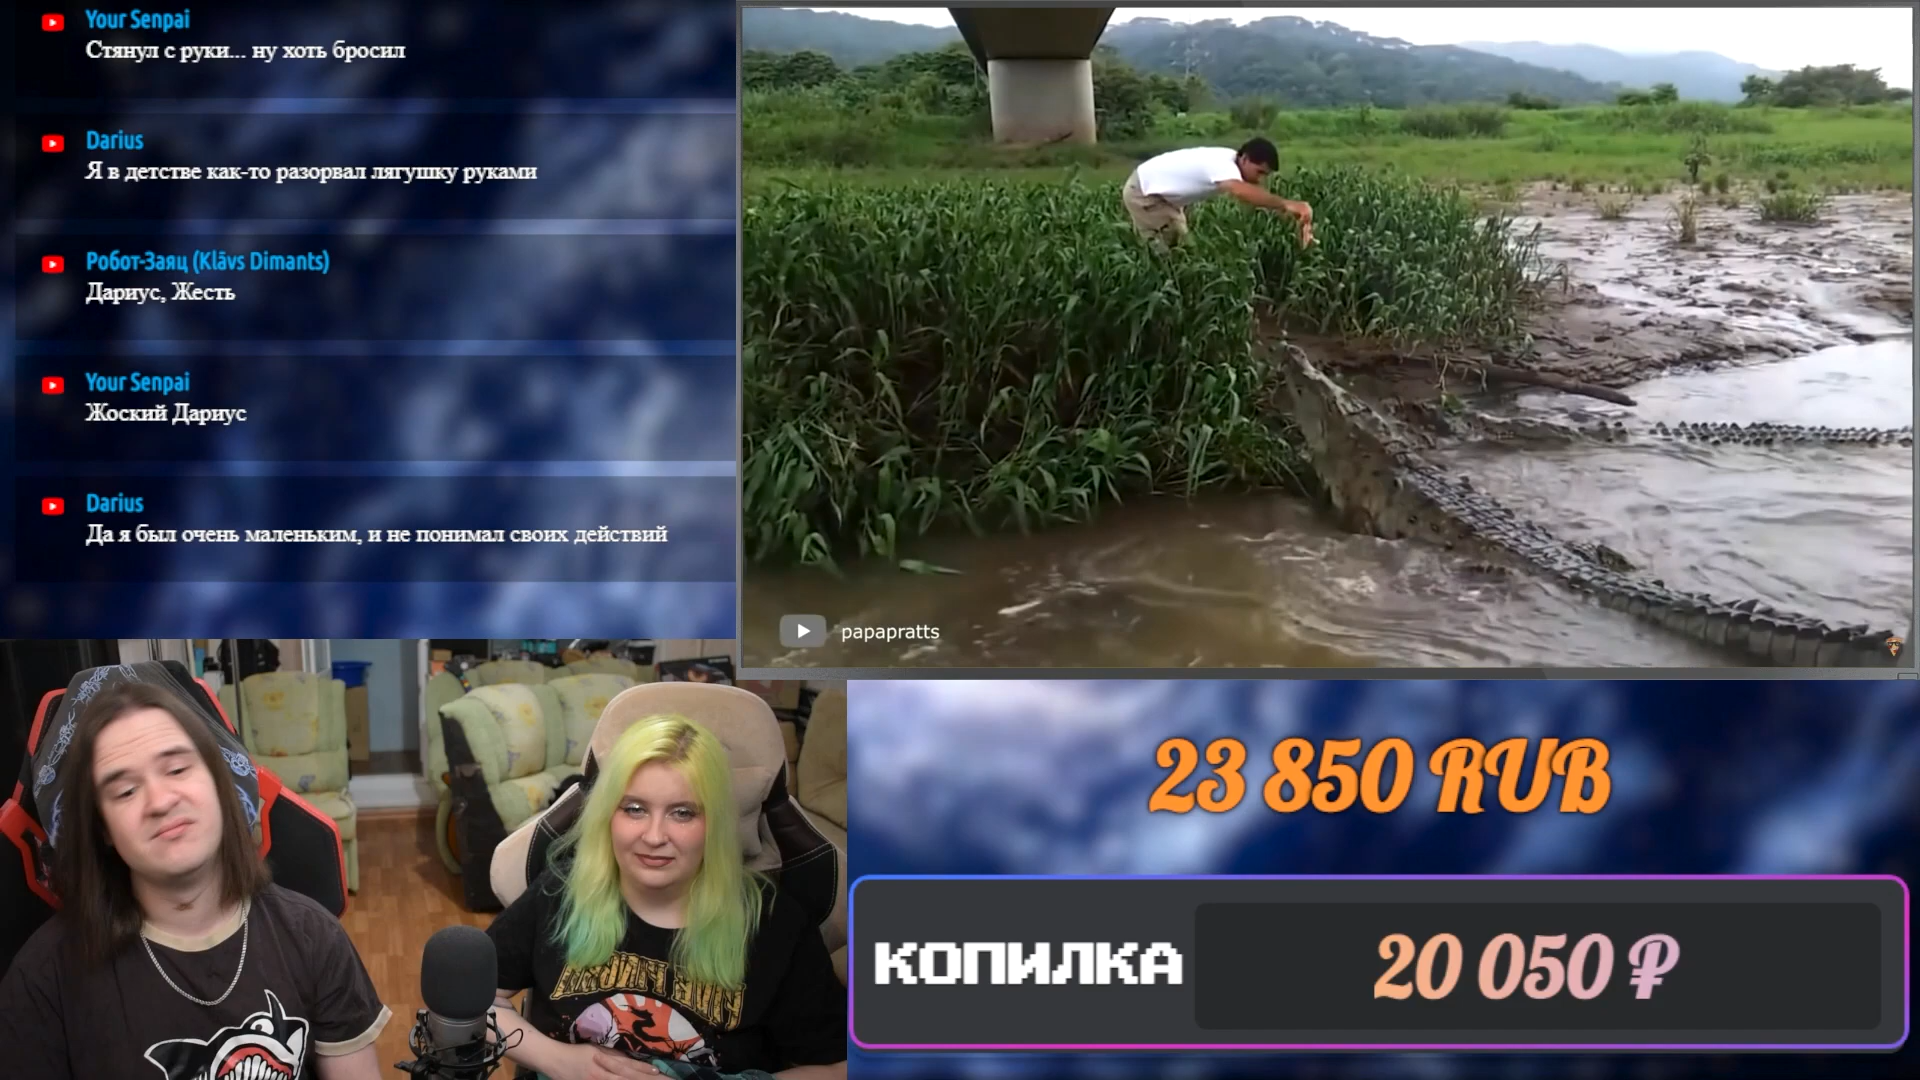 Your Senpai
Стянул с руки... ну хоть бросил
Darius
Я в детстве как-то разорвал лягушку руками
Робот-Заяц (Klāvs Dimants)
Дариус, Жесть
Your Senpai
Жоский Дариус
Darius
Да я был очень маленьким, и не понимал своих действий
papapratts
23 850 RUB
КОПИЛКА
20 050 ₽